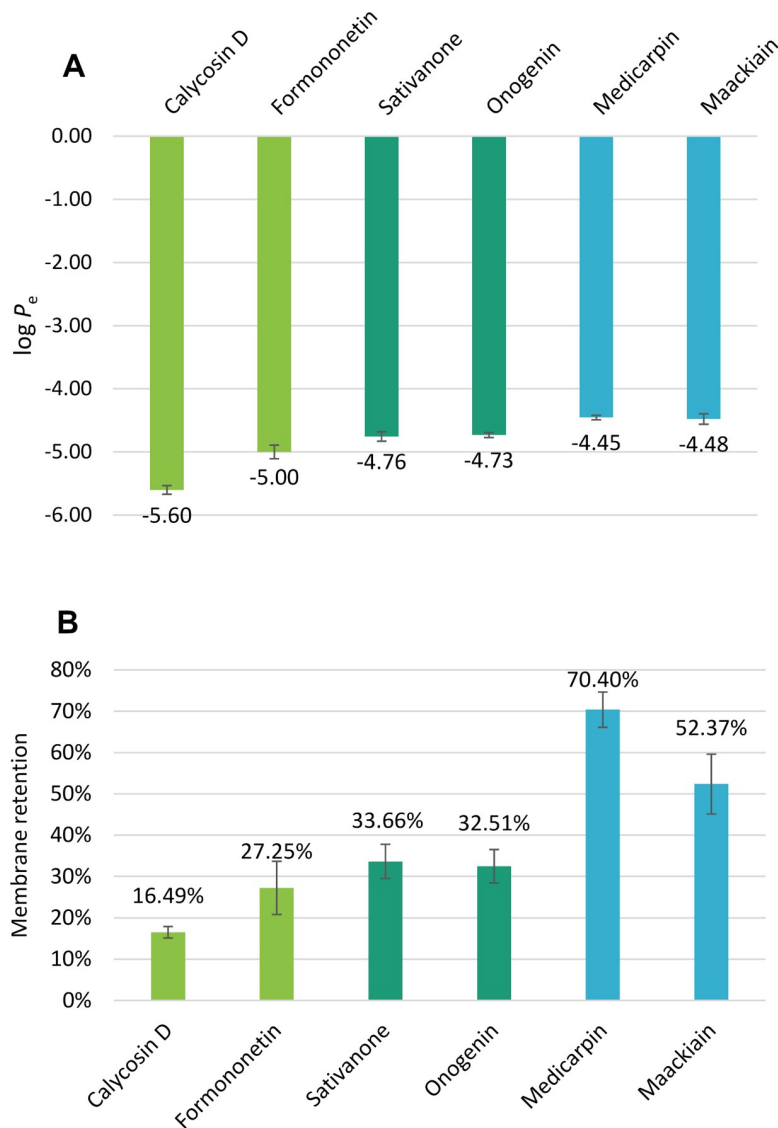 A
Calycosin D
Formononetin
Sativanone
Onogenin
Medicarpin
Maackiain
0.00
-1.00
-2.00
-3.00
-4.00
-5.00
-6.00
log Pe
-5.60
-5.00
-4.76
-4.73
-4.45
-4.48
B
80%
70%
60%
50%
40%
30%
20%
10%
0%
Membrane retention
16.49%
27.25%
33.66%
32.51%
70.40%
52.37%
Calycosin D
Formononetin
Sativanone
Onogenin
Medicarpin
Maackiain